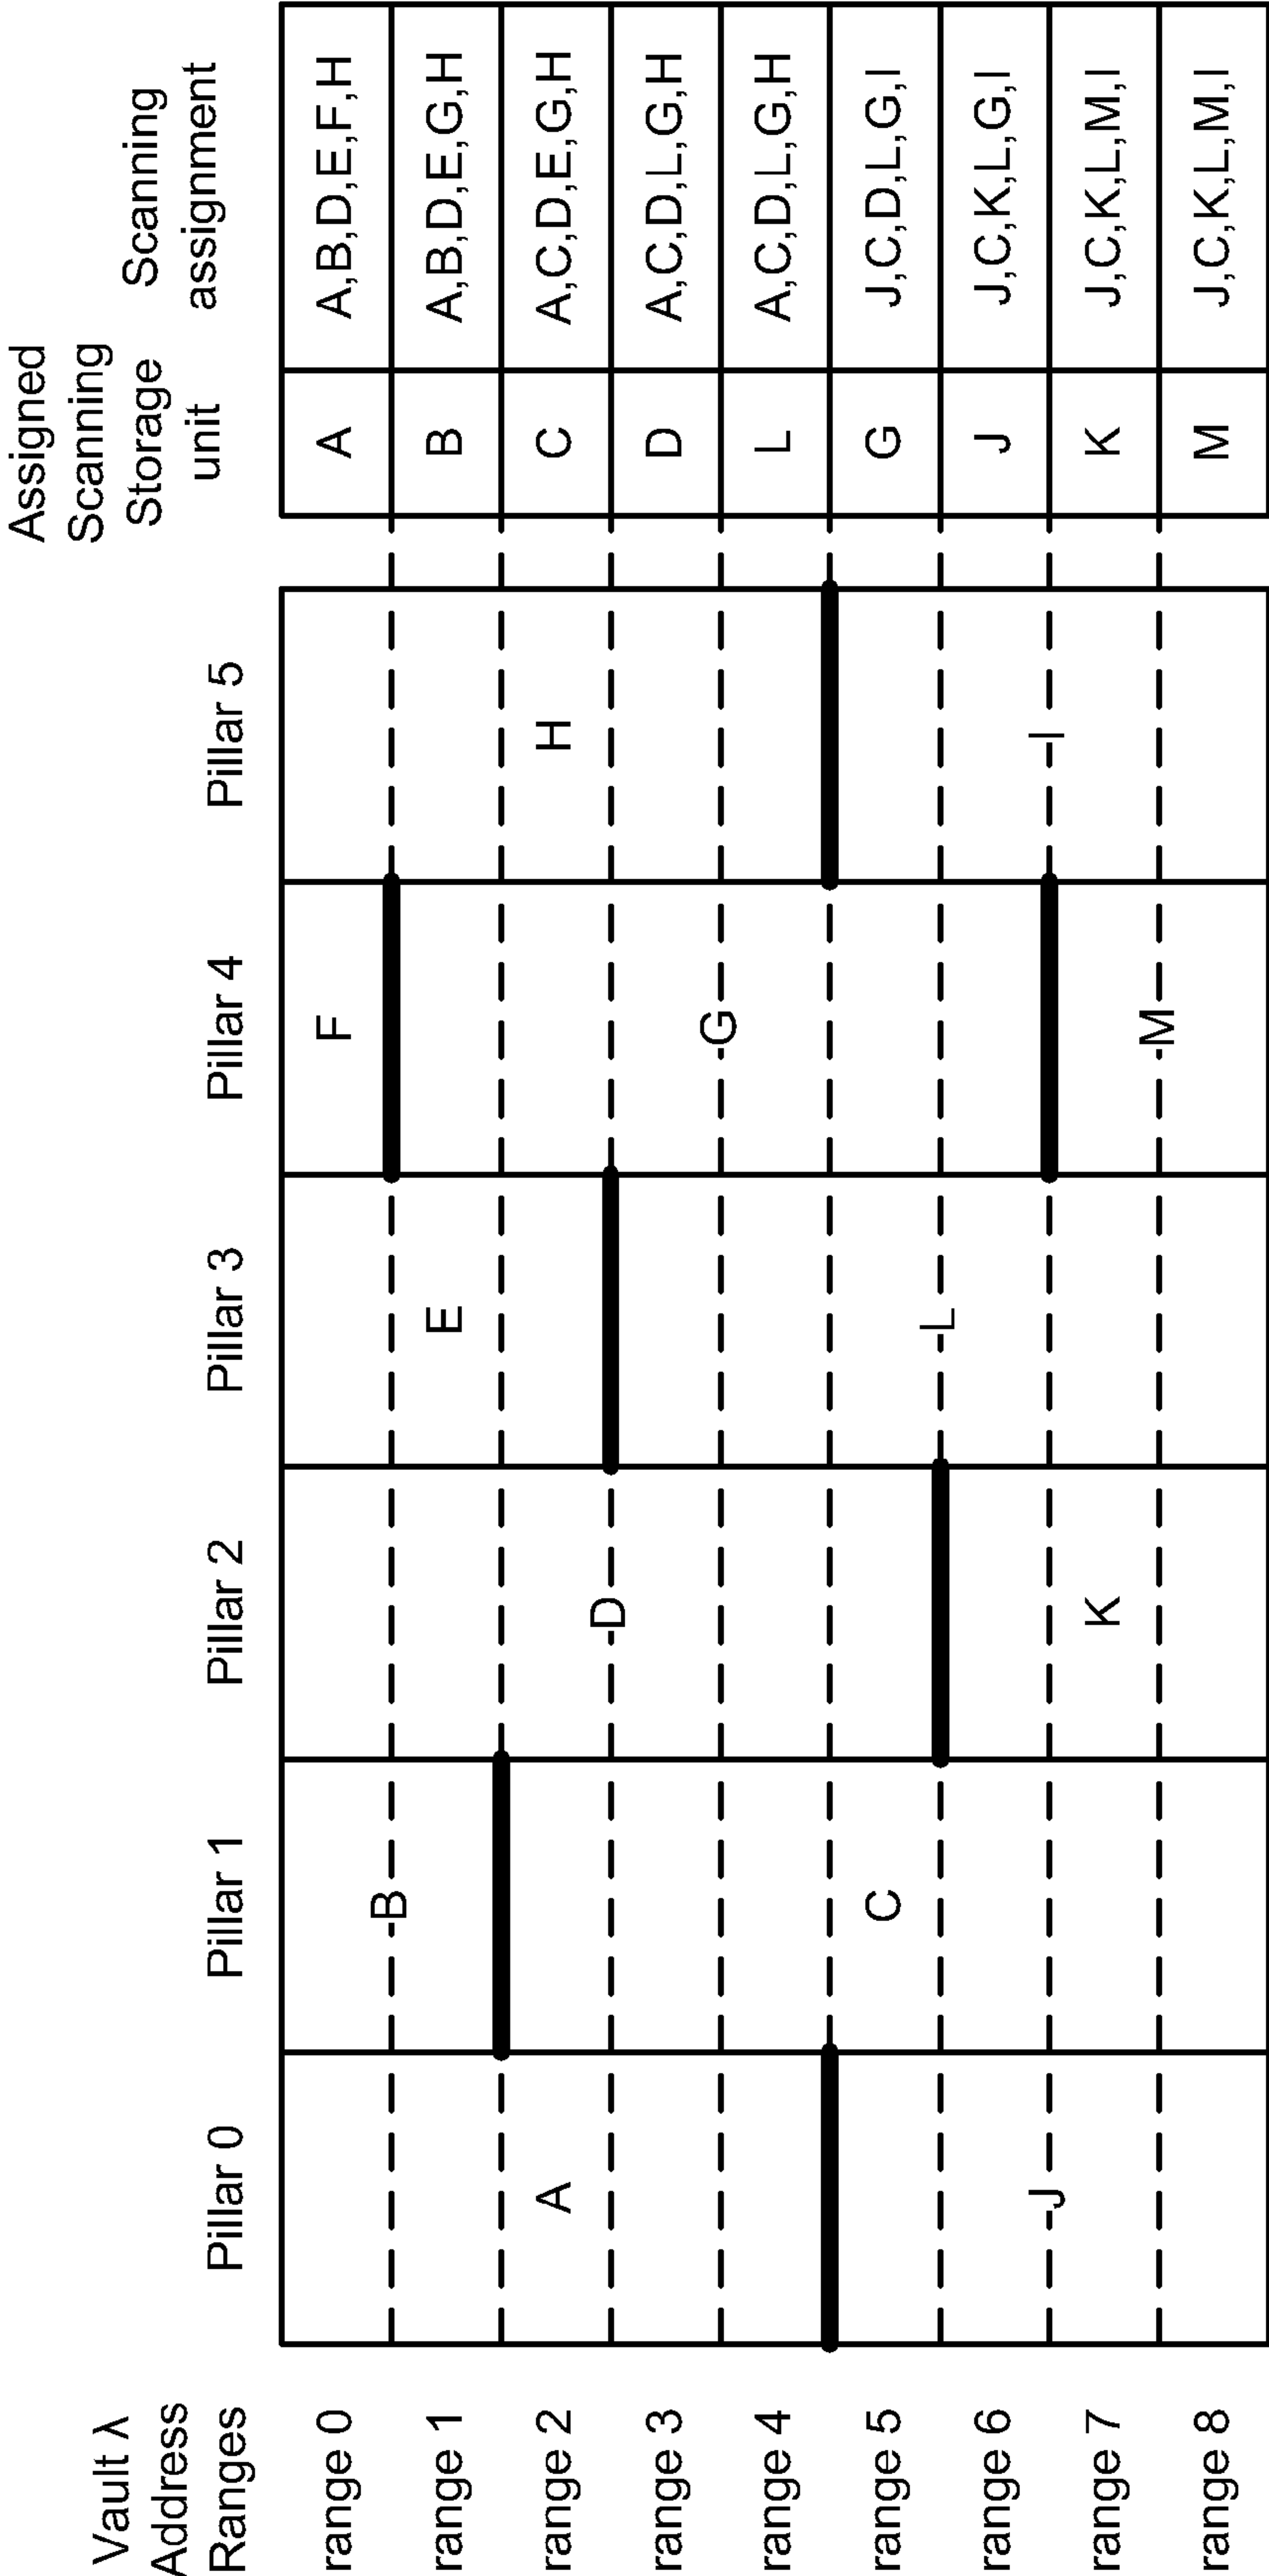 Vault λ
Address
Ranges
Pillar 0
Pillar 1
Pillar 2
Pillar 3
Pillar 4
Pillar 5
Assigned
Scanning
Storage
unit
Scanning
assignment
range 0
F
A
A,B,D,E,F,H
B
range 1
E
B
A,B,D,E,G,H
range 2
A
H
C
A,C,D,E,G,H
D
range 3
D
A,C,D,L,G,H
G
range 4
L
A,C,D,L,G,H
range 5
C
G
J,C,D,L,G,I
L
range 6
J
J,C,K,L,G,I
J
I
range 7
K
K
J,C,K,L,M,I
M
range 8
M
J,C,K,L,M,I